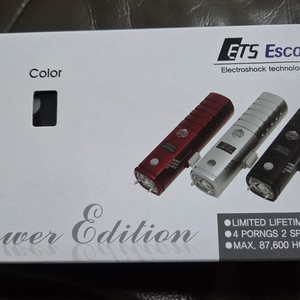 ETS Esco
Electroshock technolo
Color
ower Edition
LIMITED LIFETIM
4 PORNGS 2 SP
MAX. 87,600 HO